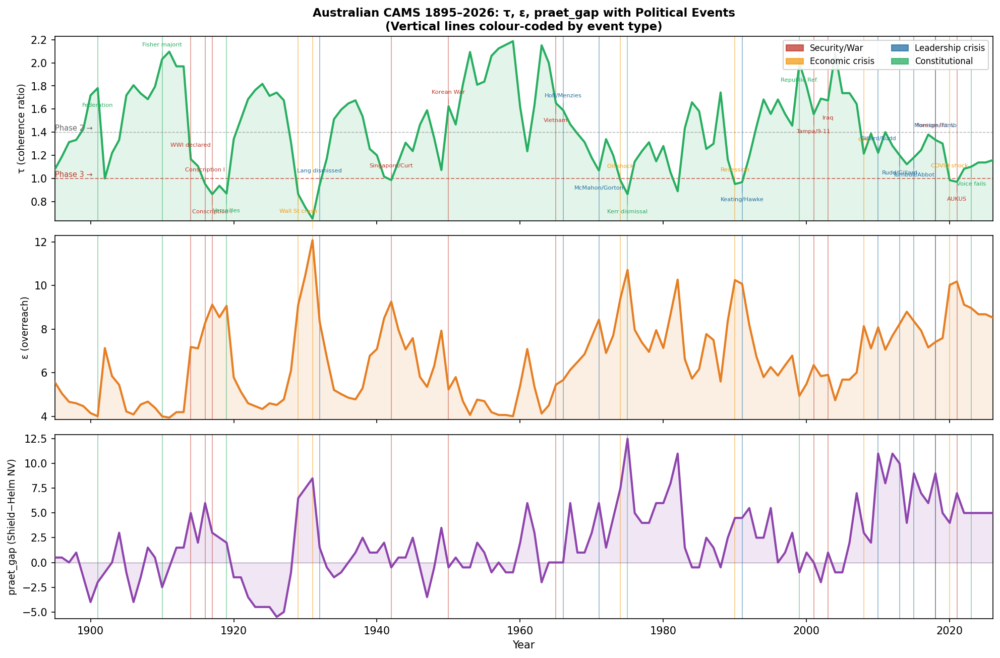 Australian CAMS 1895–2026: τ, ε, praet_gap with Political Events
(Vertical lines colour-coded by event type)
τ (coherence ratio)
2.2
2.0
1.8
1.6
1.4
1.2
1.0
0.8
Security/War
Economic crisis
Leadership crisis
Constitutional
Phase 2 →
Phase 3 →
Federation
Fisher majorit
WWI declared
Conscription I
Conscription I
Versailles
Wall St crash
Lang dismissed
Singapore/Curt
Korean War
Vietnam
Holt/Menzies
McMahon/Gorton
Oil shock
Kerr dismissal
Recession
Keating/Hawke
Republic Ref.
Tampa/9-11
Iraq
Gillard/Rudd
Rudd/Gillard
Turnbull/Abbot
COVID shock
AUKUS
Voice fails
ε (overreach)
12
10
8
6
4
praet_gap (Shield−Helm NV)
12.5
10.0
7.5
5.0
2.5
0.0
−2.5
−5.0
1900
1920
1940
1960
1980
2000
2020
Year